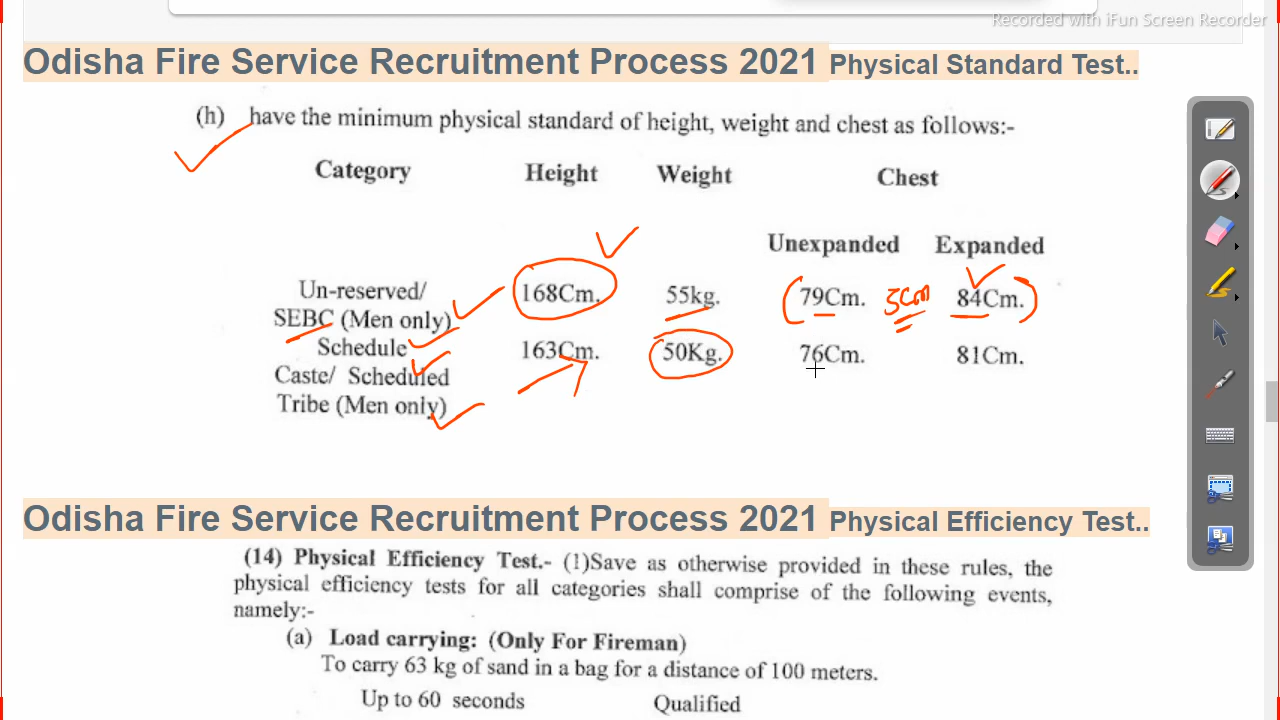 Recorded with iFun Screen Recorder
Odisha Fire Service Recruitment Process 2021 Physical Standard Test..
(h) have the minimum physical standard of height, weight and chest as follows:-
Category Height Weight Chest
Unexpanded Expanded
Un-reserved/ 168Cm. 55kg. 79Cm. 5cm 84Cm.
SEBC (Men only)
Schedule 163Cm. 50Kg. 76Cm. 81Cm.
Caste/ Scheduled
Tribe (Men only)
Odisha Fire Service Recruitment Process 2021 Physical Efficiency Test..
(14) Physical Efficiency Test.- (1)Save as otherwise provided in these rules, the
physical efficiency tests for all categories shall comprise of the following events,
namely:-
(a) Load carrying: (Only For Fireman)
To carry 63 kg of sand in a bag for a distance of 100 meters.
Up to 60 seconds Qualified